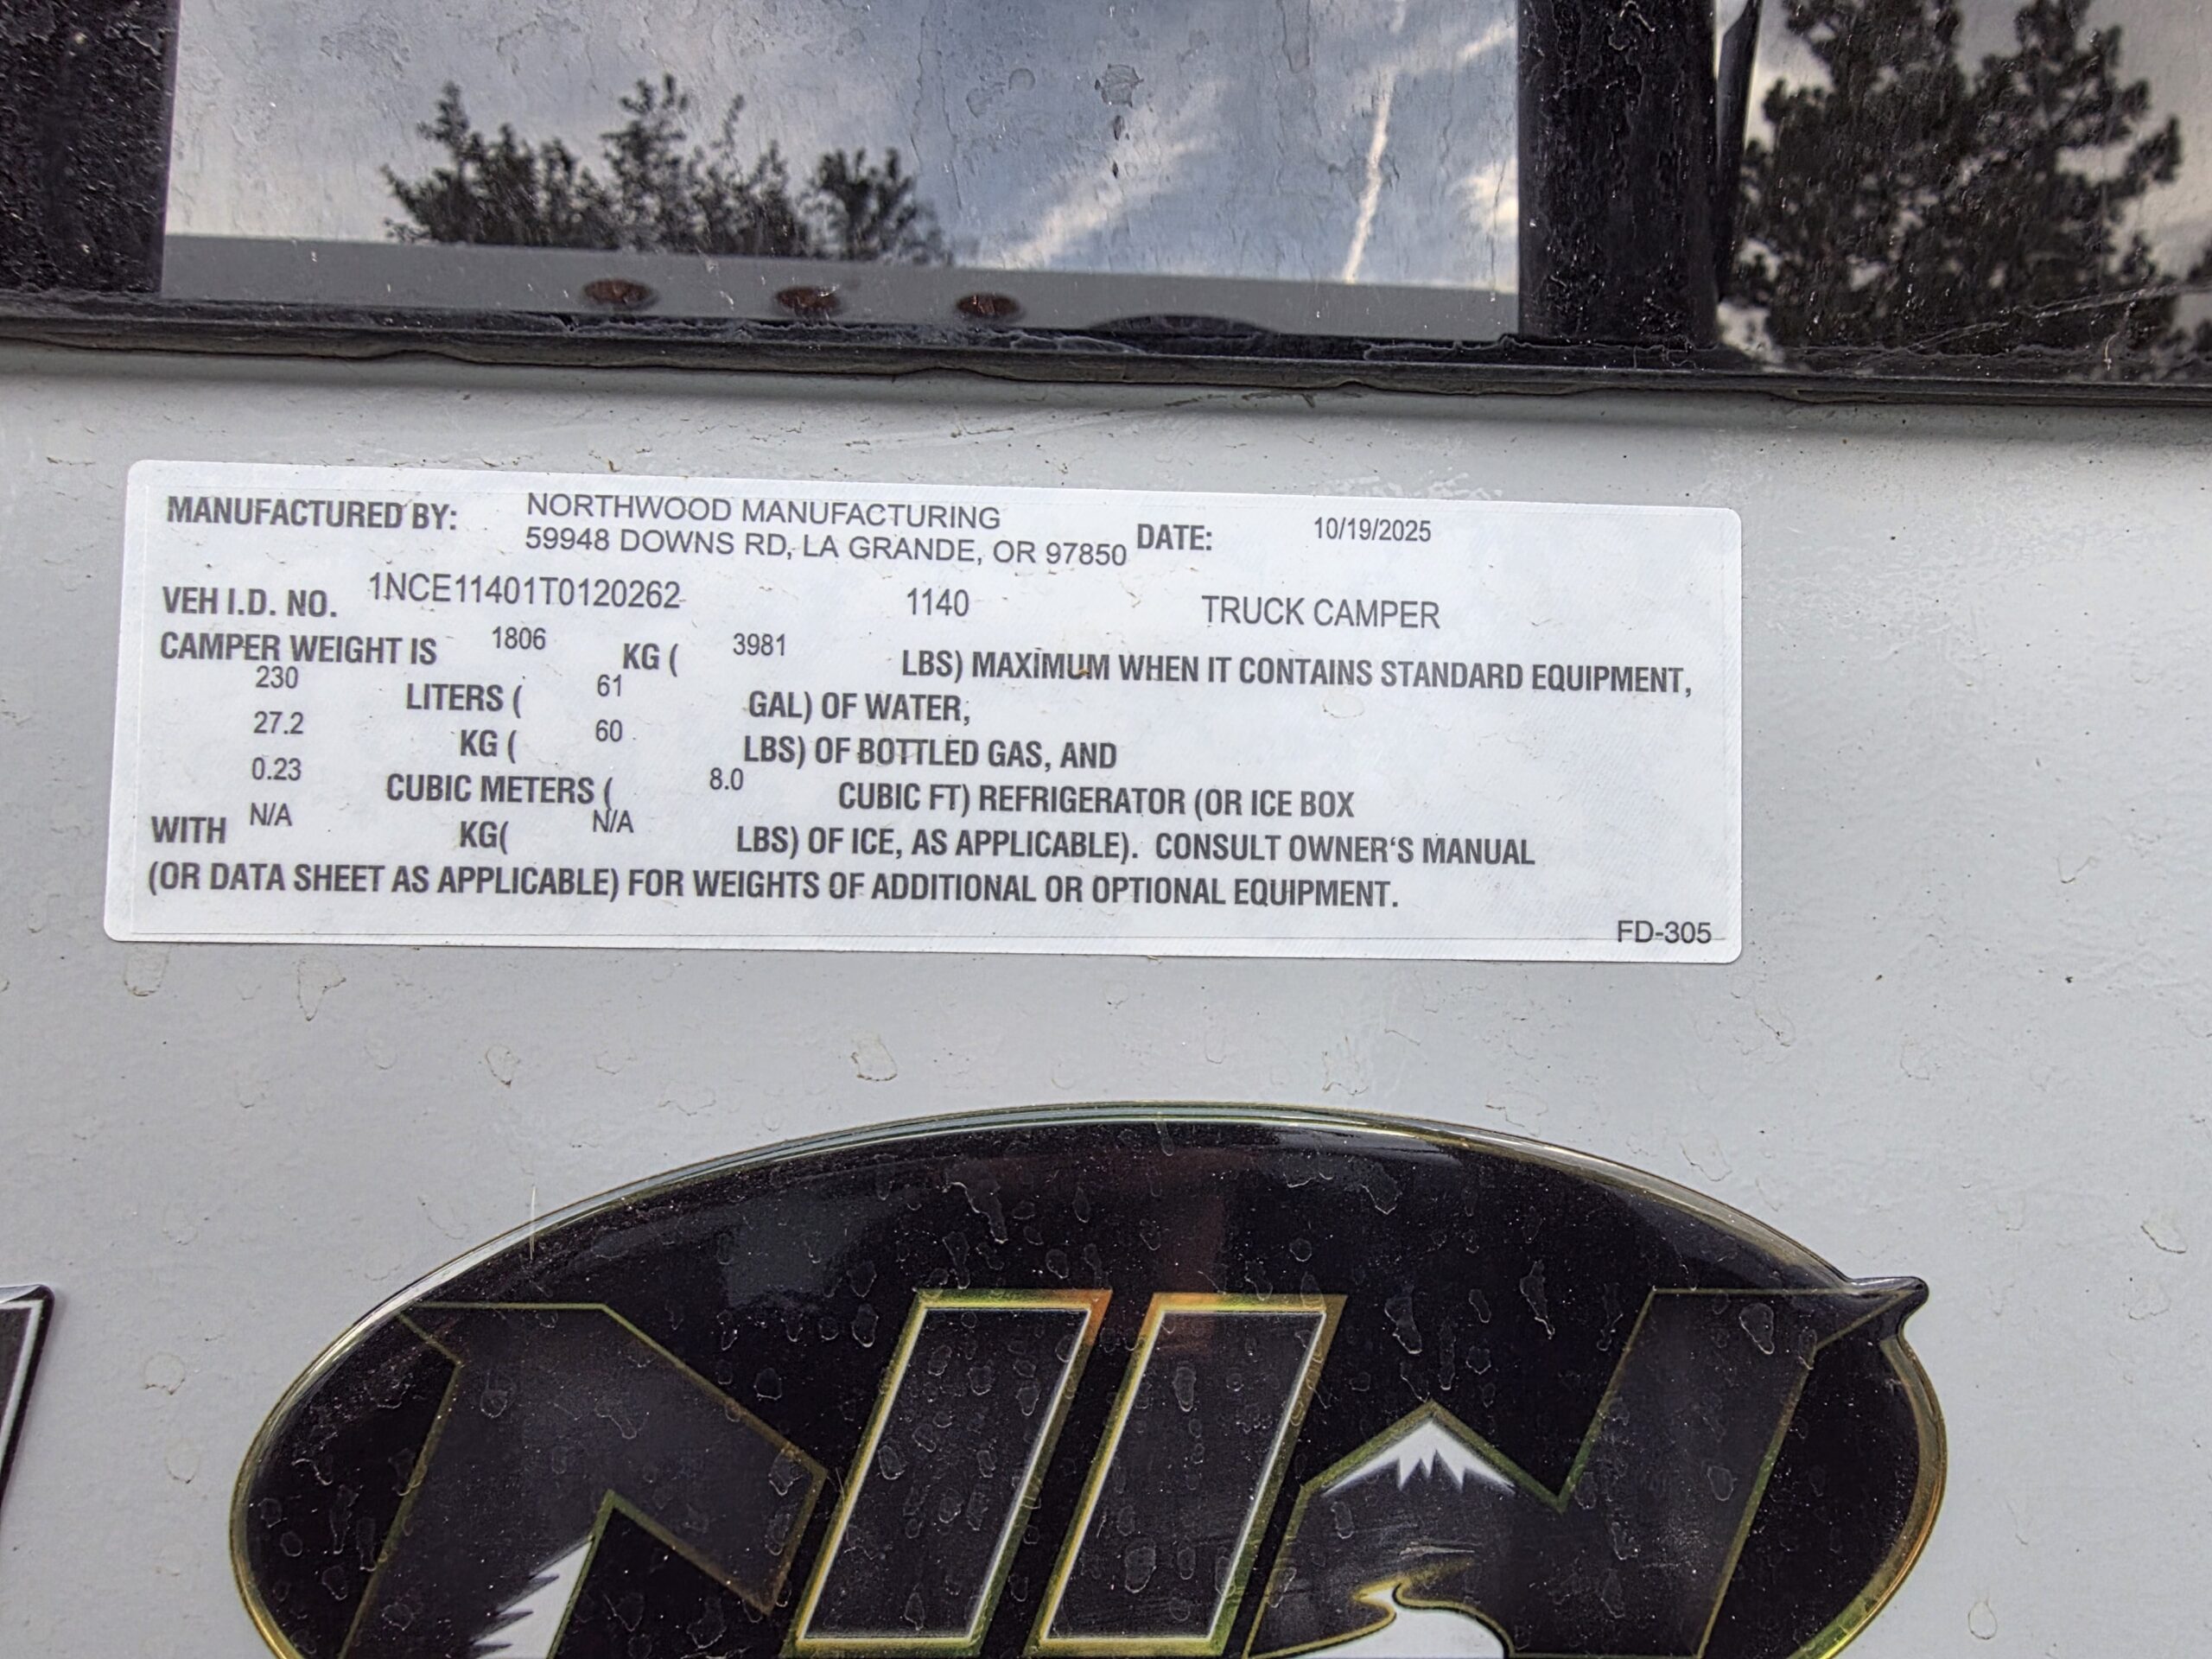 MANUFACTURED BY: NORTHWOOD MANUFACTURING
59948 DOWNS RD, LA GRANDE, OR 97850 DATE: 10/19/2025
VEH I.D. NO. 1NCE11401T0120262 1140 TRUCK CAMPER
CAMPER WEIGHT IS 1806 KG ( 3981 LBS) MAXIMUM WHEN IT CONTAINS STANDARD EQUIPMENT,
230 LITERS ( 61 GAL) OF WATER,
27.2 KG ( 60 LBS) OF BOTTLED GAS, AND
0.23 CUBIC METERS ( 8.0 CUBIC FT) REFRIGERATOR (OR ICE BOX
WITH N/A KG( N/A LBS) OF ICE, AS APPLICABLE). CONSULT OWNER'S MANUAL
(OR DATA SHEET AS APPLICABLE) FOR WEIGHTS OF ADDITIONAL OR OPTIONAL EQUIPMENT.
FD-305